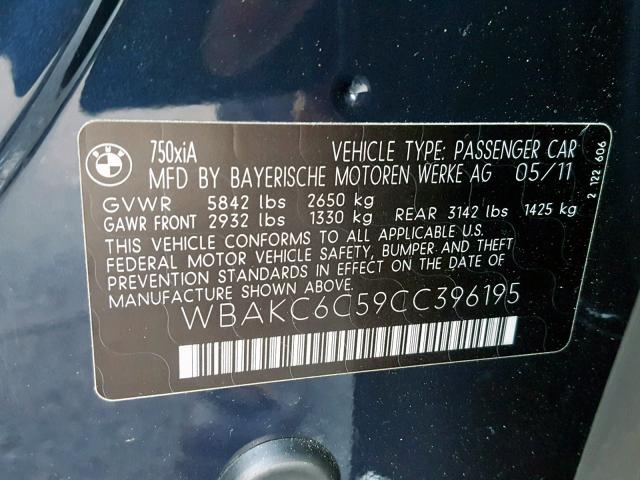 BMW
750xiA VEHICLE TYPE: PASSENGER CAR
MFD BY BAYERISCHE MOTOREN WERKE AG 05/11
GVWR 5842 lbs 2650 kg
GAWR FRONT 2932 lbs 1330 kg REAR 3142 lbs 1425 kg
THIS VEHICLE CONFORMS TO ALL APPLICABLE U.S.
FEDERAL MOTOR VEHICLE SAFETY, BUMPER AND THEFT
PREVENTION STANDARDS IN EFFECT ON THE DATE OF
MANUFACTURE SHOWN ABOVE.
WBAKC6C59CC396195
2 122 606